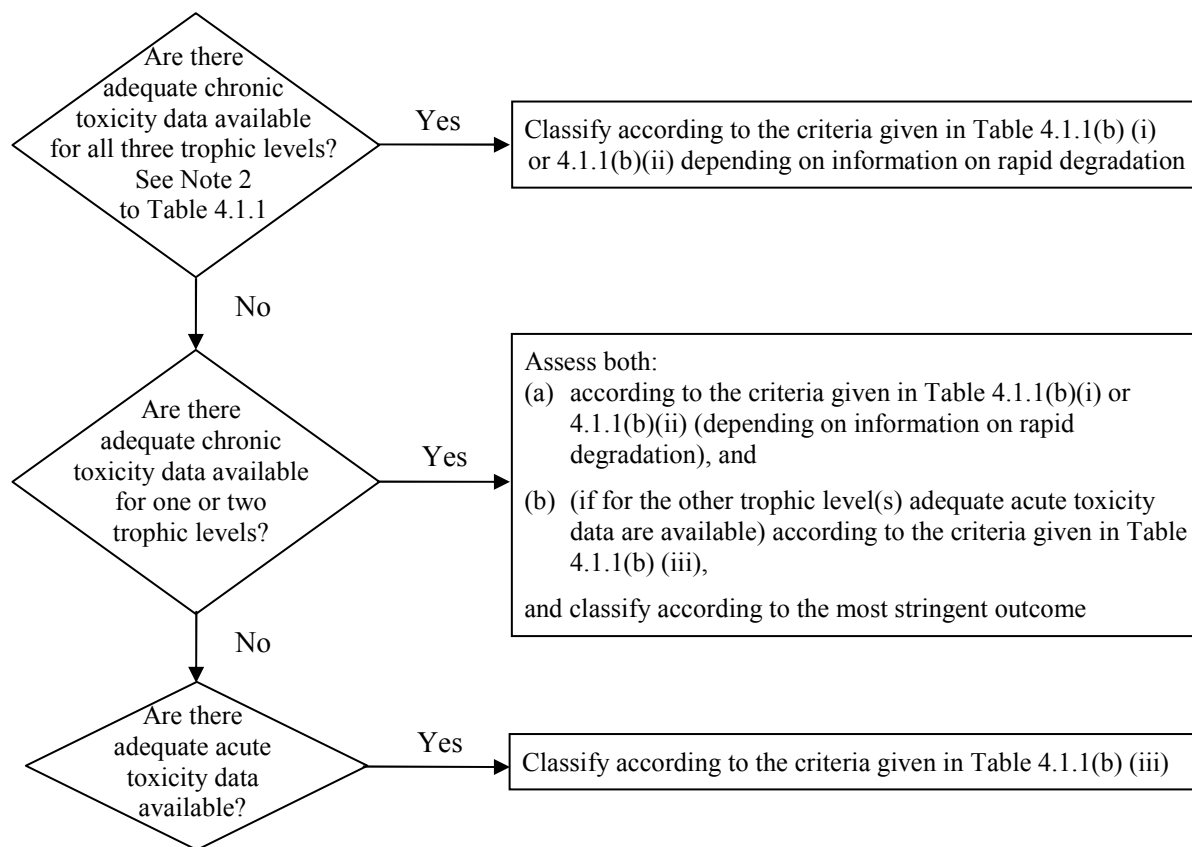 Are there
adequate chronic
toxicity data available
for all three trophic levels?
See Note 2
to Table 4.1.1
Yes
Classify according to the criteria given in Table 4.1.1(b) (i)
or 4.1.1(b)(ii) depending on information on rapid degradation
No
Are there
adequate chronic
toxicity data available
for one or two
trophic levels?
Yes
Assess both:
(a) according to the criteria given in Table 4.1.1(b)(i) or
4.1.1(b)(ii) (depending on information on rapid
degradation), and
(b) (if for the other trophic level(s) adequate acute toxicity
data are available) according to the criteria given in Table
4.1.1(b) (iii),
and classify according to the most stringent outcome
No
Are there
adequate acute
toxicity data
available?
Yes
Classify according to the criteria given in Table 4.1.1(b) (iii)